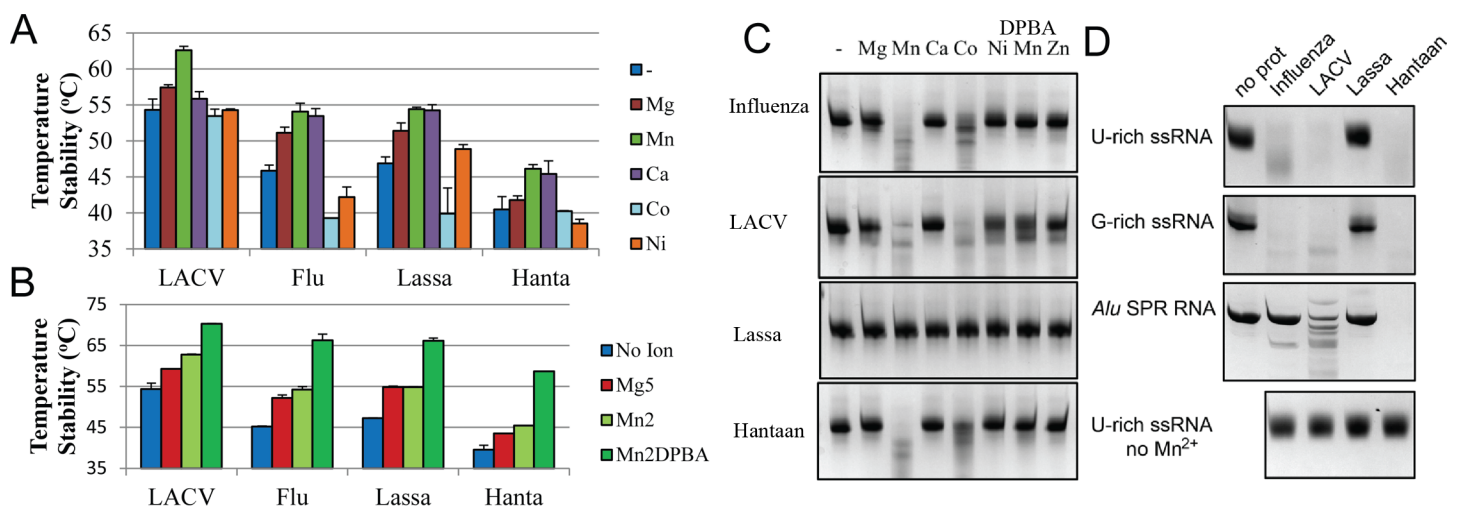 A
Temperature
Stability (°C)
65
60
55
50
45
40
35
LACV
Flu
Lassa
Hanta
-
Mg
Mn
Ca
Co
Ni
B
Temperature
Stability (°C)
75
65
55
45
35
LACV
Flu
Lassa
Hanta
No Ion
Mg5
Mn2
Mn2DPBA
C
DPBA
- Mg Mn Ca Co Ni Mn Zn
Influenza
LACV
Lassa
Hantaan
D
no prot
Influenza
LACV
Lassa
Hantaan
U-rich ssRNA
G-rich ssRNA
Alu SPR RNA
U-rich ssRNA
no Mn²⁺